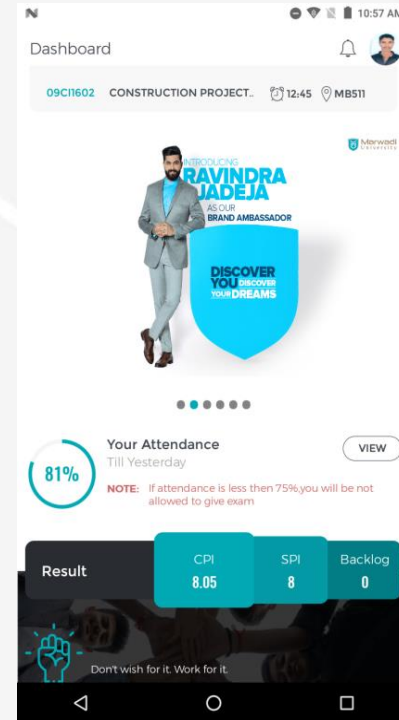 10:57 AM
Dashboard
09CI1602 CONSTRUCTION PROJECT.. 12:45 MB511
Marwadi
University
INTRODUCING
RAVINDRA
JADEJA
AS OUR
BRAND AMBASSADOR
DISCOVER
YOU DISCOVER
YOUR DREAMS
Your Attendance
VIEW
81%
Till Yesterday
NOTE: If attendance is less then 75%,you will be not
allowed to give exam
Result
CPI SPI Backlog
8.05 8 0
Don't wish for it. Work for it.